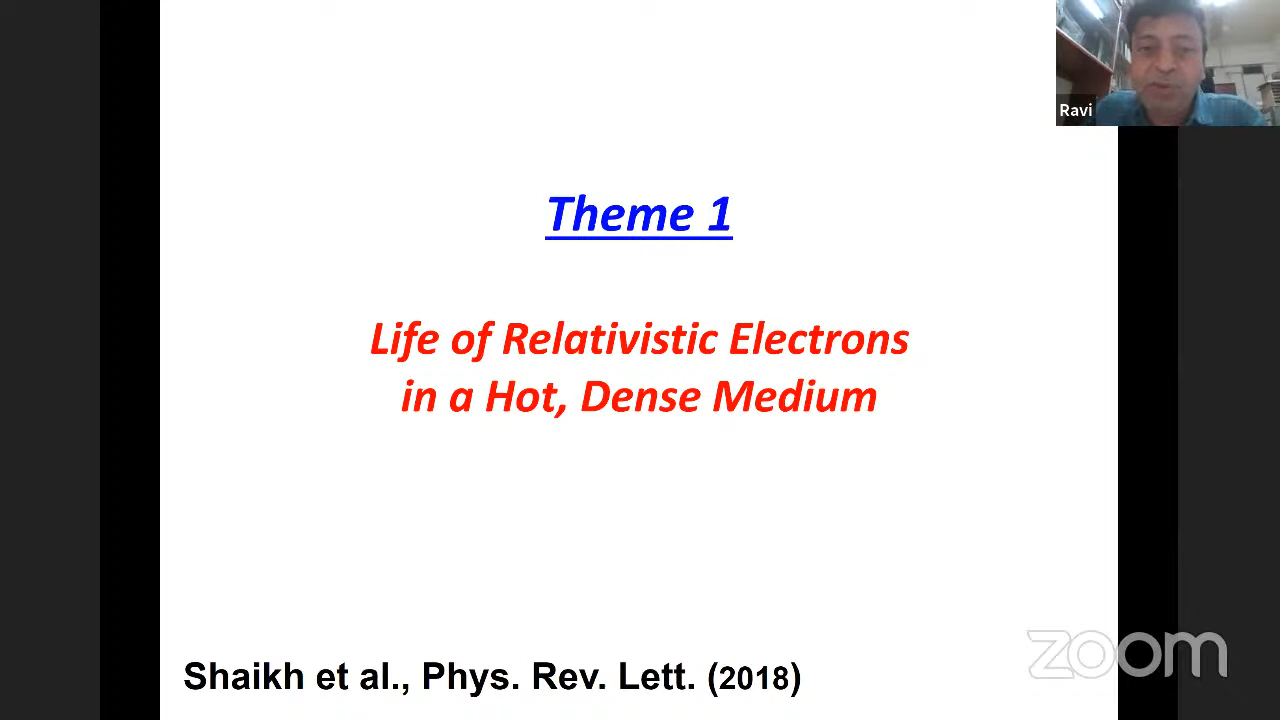 Ravi
Theme 1
Life of Relativistic Electrons
in a Hot, Dense Medium
Shaikh et al., Phys. Rev. Lett. (2018)
zoom